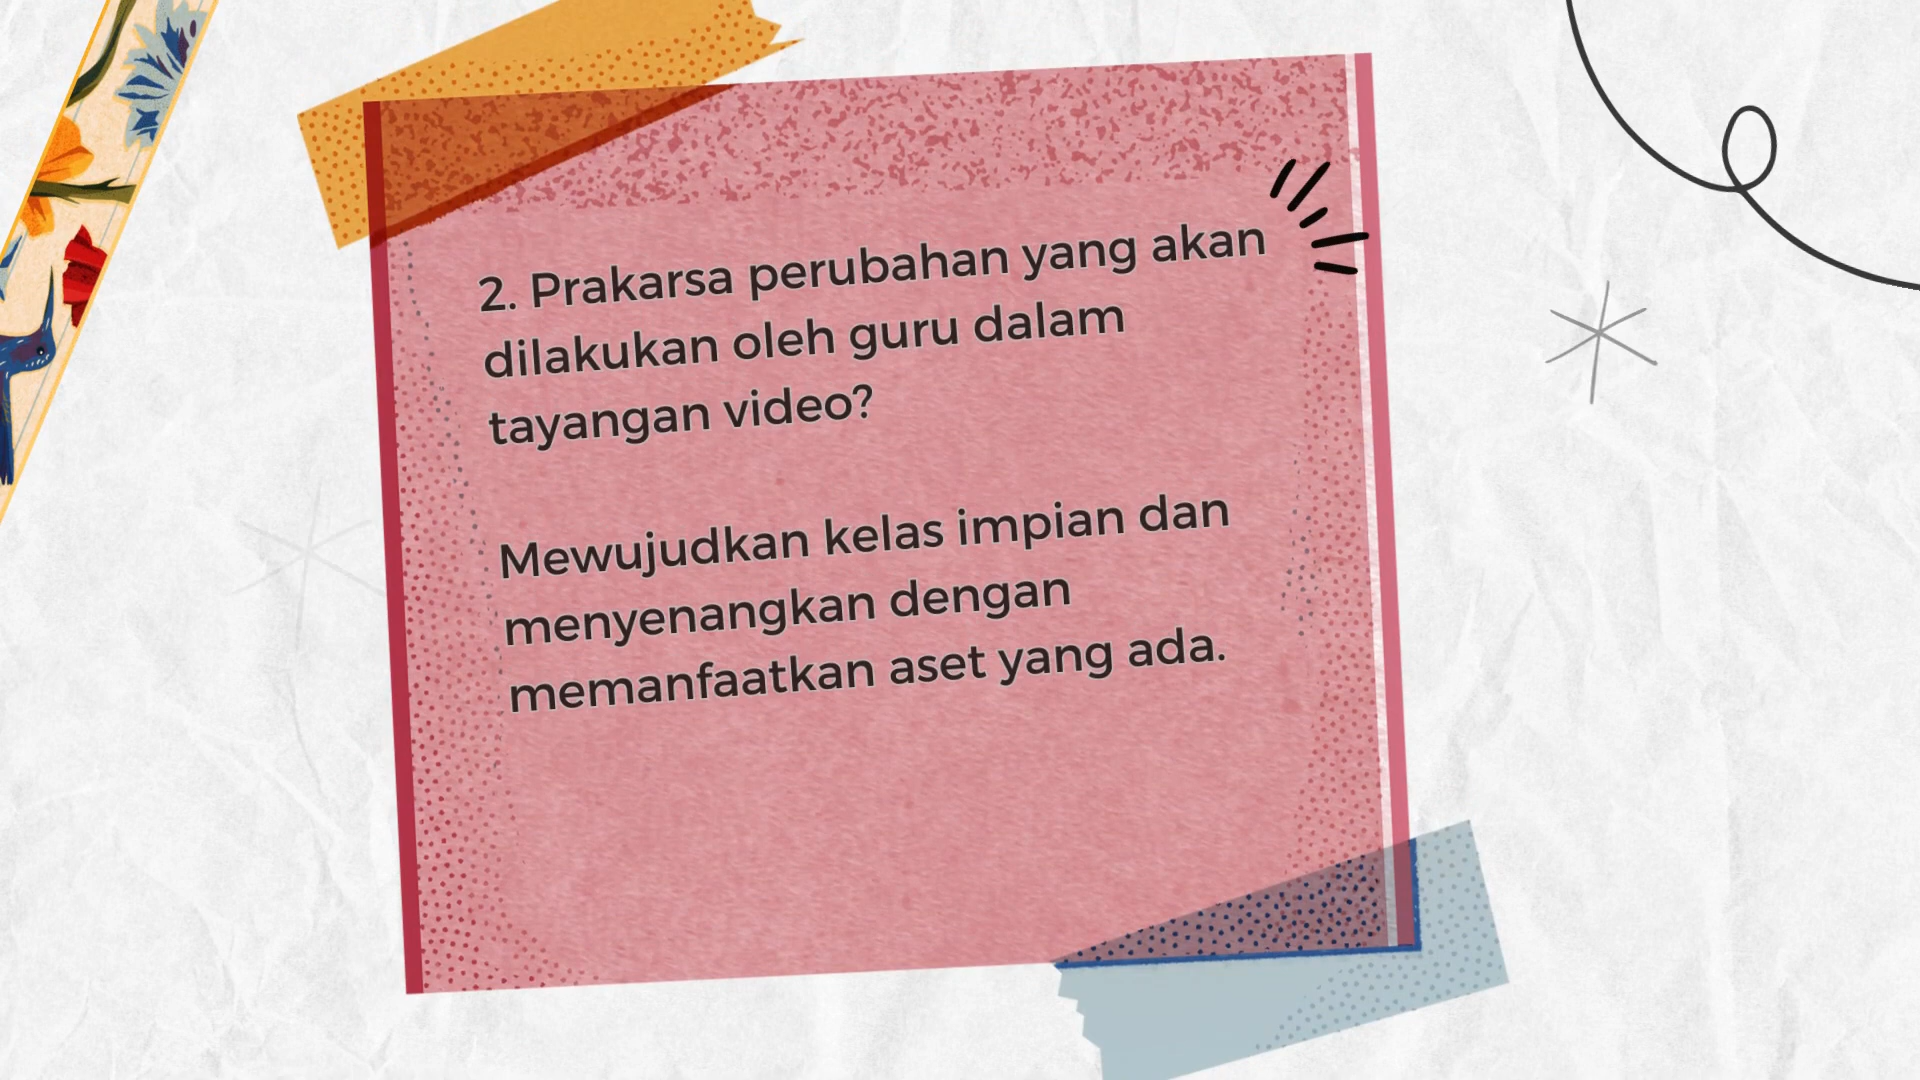 2. Prakarsa perubahan yang akan
dilakukan oleh guru dalam
tayangan video?
Mewujudkan kelas impian dan
menyenangkan dengan
memanfaatkan aset yang ada.